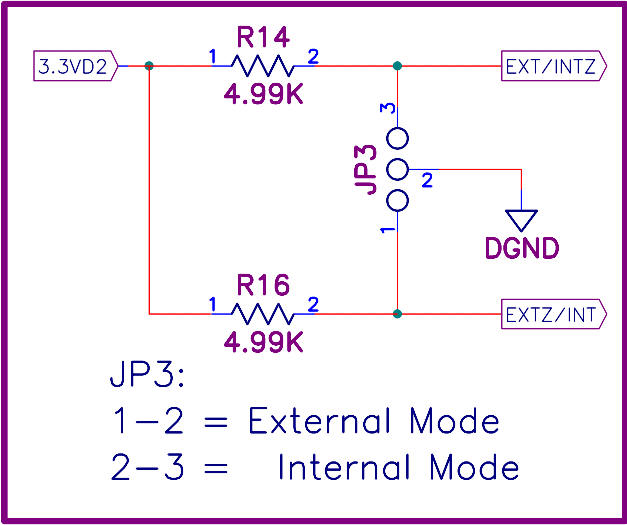 R14
3.3VD2 1 2 EXT/INTZ
4.99K
3
JP3
2
1
DGND
R16
1 2 EXTZ/INT
4.99K
JP3:
1-2 = External Mode
2-3 = Internal Mode